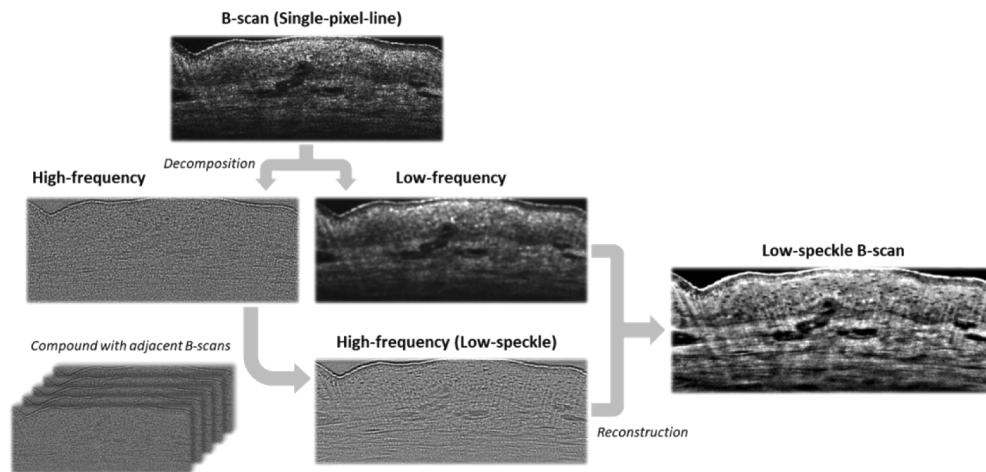 B-scan (Single-pixel-line)
Decomposition
High-frequency
Low-frequency
Low-speckle B-scan
Compound with adjacent B-scans
High-frequency (Low-speckle)
Reconstruction